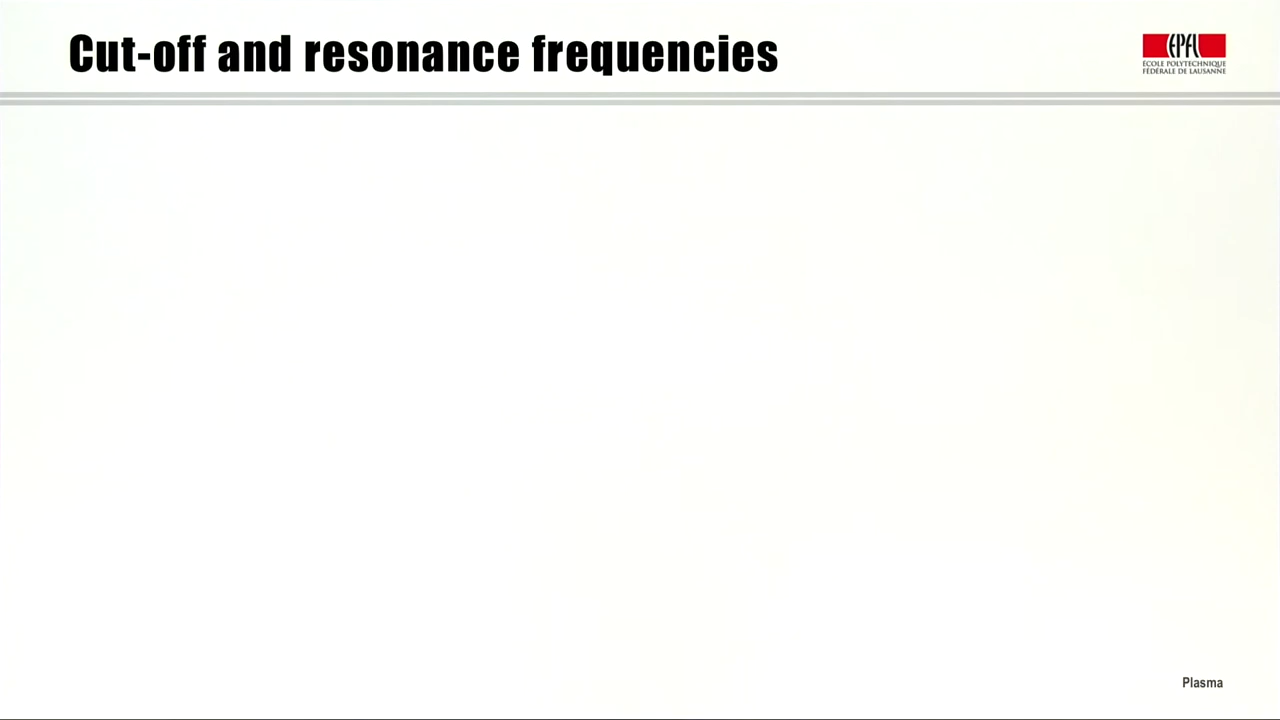 Cut-off and resonance frequencies
EPFL
ÉCOLE POLYTECHNIQUE
FÉDÉRALE DE LAUSANNE
Plasma